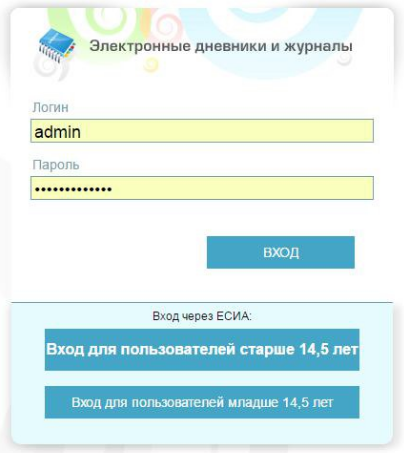 Электронные дневники и журналы
Логин
admin
Пароль
•••••••••••••
ВХОД
Вход через ЕСИА:
Вход для пользователей старше 14,5 лет
Вход для пользователей младше 14,5 лет